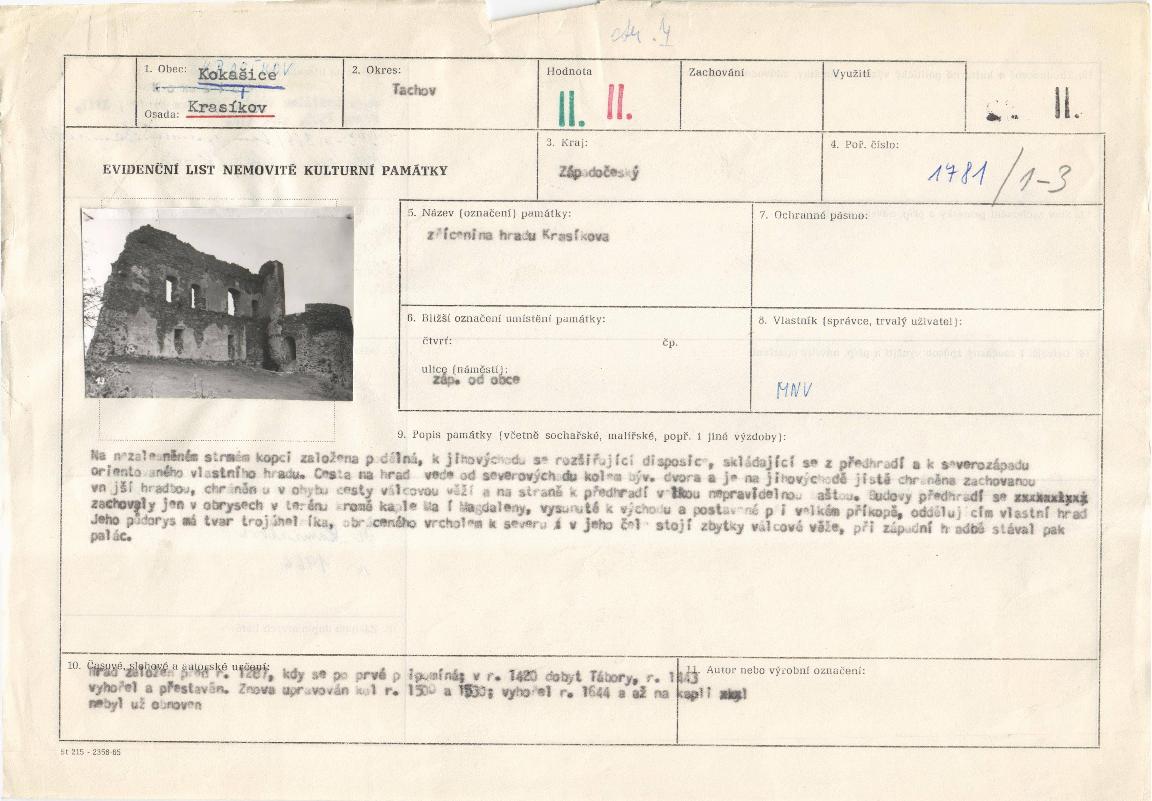 str. 4
1. Obec: Kokašice
Osada: Krasíkov
2. Okres:
Tachov
Hodnota
II. II.
Zachování
Využití
II.
EVIDENČNÍ LIST NEMOVITÉ KULTURNÍ PAMÁTKY
3. Kraj:
Západočeský
4. Poř. číslo:
1781 / 1-3
5. Název (označení) památky:
zřícenina hradu Krasíkova
7. Ochranné pásmo:
6. Bližší označení umístění památky:
čtvrť: čp.
ulice (náměstí):
záp. od obce
8. Vlastník (správce, trvalý uživatel):
MNV
9. Popis památky (včetně sochařské, malířské, popř. i jiné výzdoby):
Na nezalesněném strmém kopci založena podélná, k jihovýchodu se rozšiřující disposice, skládající se z předhradí a k severozápadu
orientovaného vlastního hradu. Cesta na hrad vede od severovýchodu kolem býv. dvora a je na jihovýchodě jistě chráněna zachovanou
vnější hradbou, chráněnou v ohybu cesty válcovou věží a na straně k předhradí velkou nepravidelnou baštou. Budovy předhradí se
zachovaly jen v obrysech v terénu kromě kaple Maří Magdaleny, vysunuté k východu a postavené při velkém příkopě, oddělujícím vlastní hrad
Jeho půdorys má tvar trojúhelníka, obráceného vrcholem k severu a v jeho čele stojí zbytky válcové věže, při západní hradbě stával pak
palác.
10. Časové, slohové a autorské určení:
Hrad založen před r. 1287, kdy se po prvé připomíná; v r. 1420 dobyt Tábory, r. 1443
vyhořel a přestavěn. Znova upravován kol r. 1500 a 1530; vyhořel r. 1644 a až na kapli
nebyl už obnoven
11. Autor nebo výrobní označení:
St 215 - 2358-65